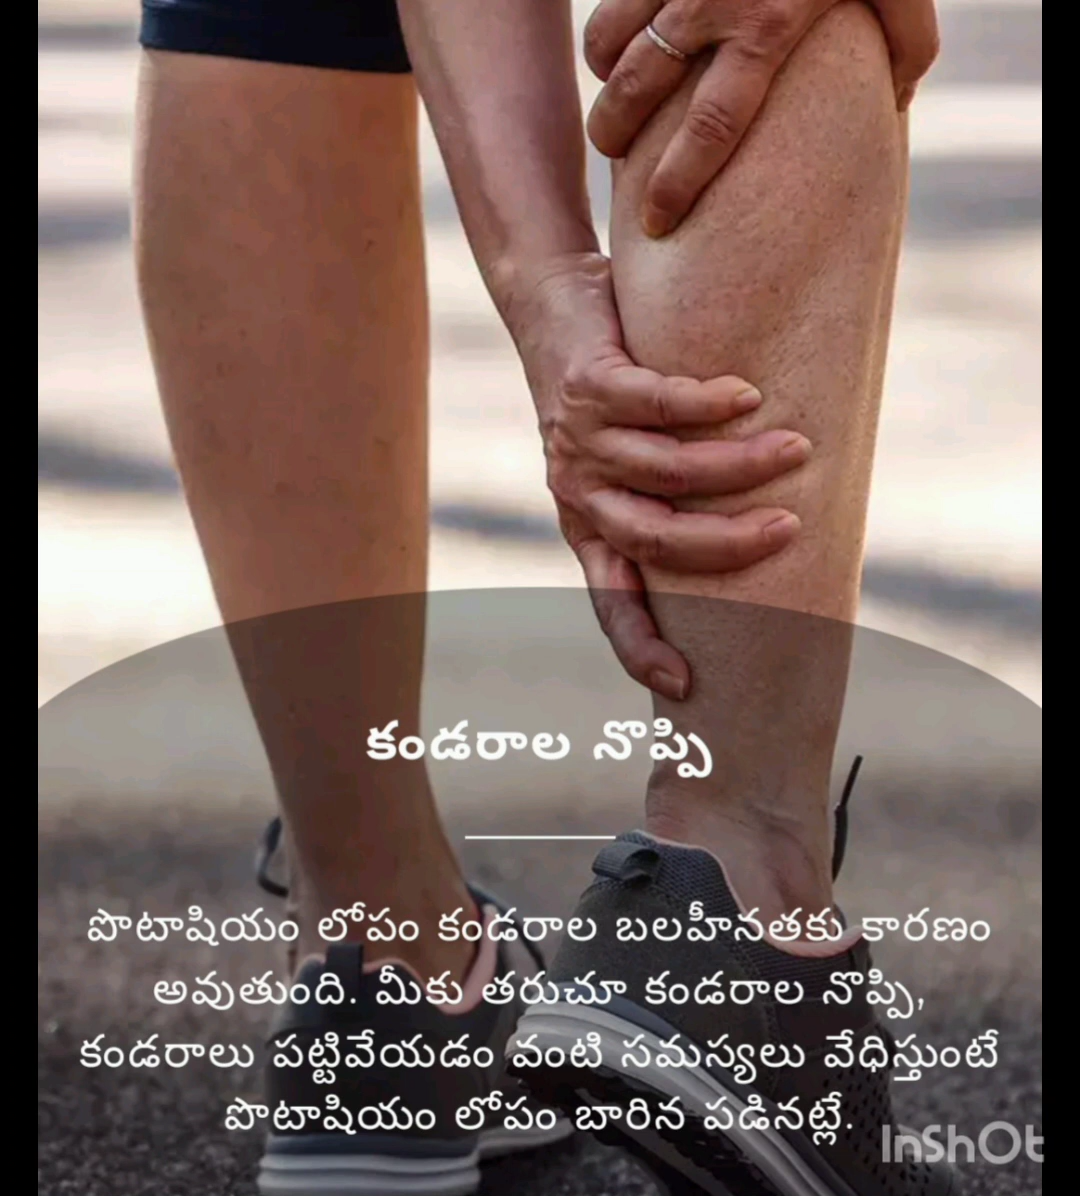 కండరాల నొప్పి
పొటాషియం లోపం కండరాల బలహీనతకు కారణం
అవుతుంది. మీకు తరుచూ కండరాల నొప్పి,
కండరాలు పట్టివేయడం వంటి సమస్యలు వేధిస్తుంటే
పొటాషియం లోపం బారిన పడినట్లే.
InShOt